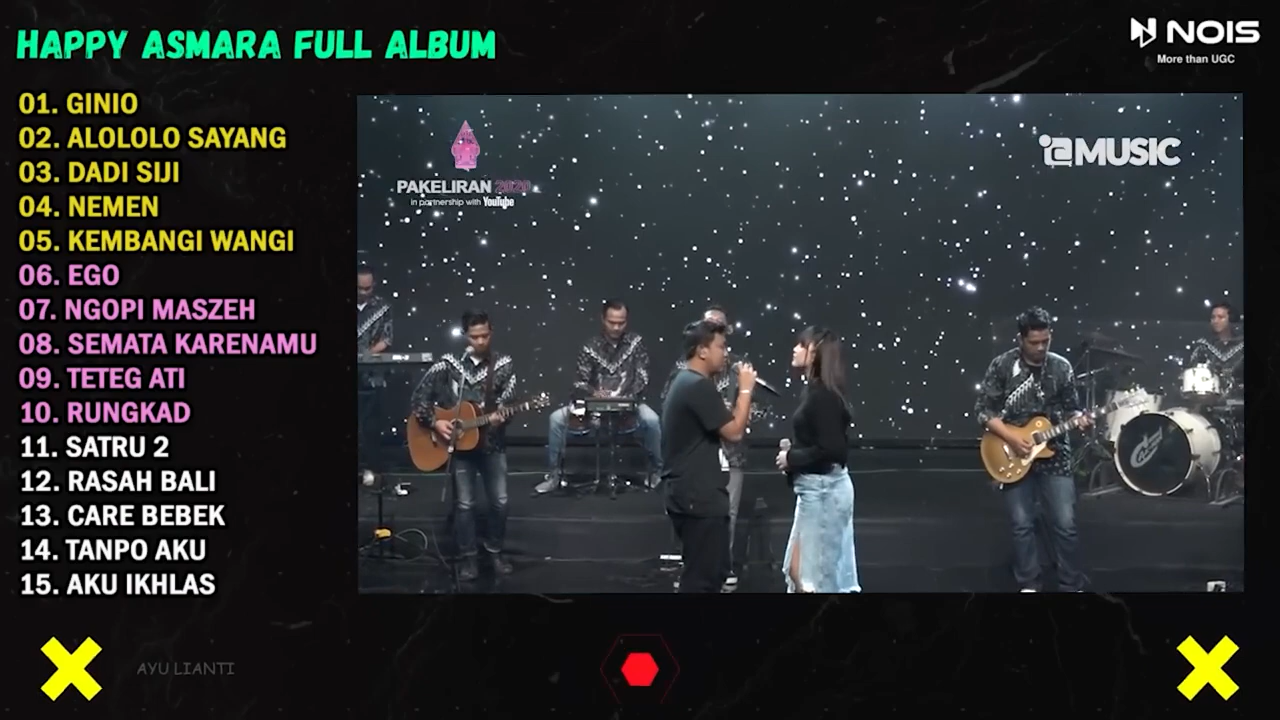 HAPPY ASMARA FULL ALBUM
NOIS
More than UGC
01. GINIO
02. ALOLOLO SAYANG
03. DADI SIJI
04. NEMEN
05. KEMBANGI WANGI
06. EGO
07. NGOPI MASZEH
08. SEMATA KARENAMU
09. TETEG ATI
10. RUNGKAD
11. SATRU 2
12. RASAH BALI
13. CARE BEBEK
14. TANPO AKU
15. AKU IKHLAS
PAKELIRAN 2020
in partnership with YouTube
MUSIC
AYU LIANTI